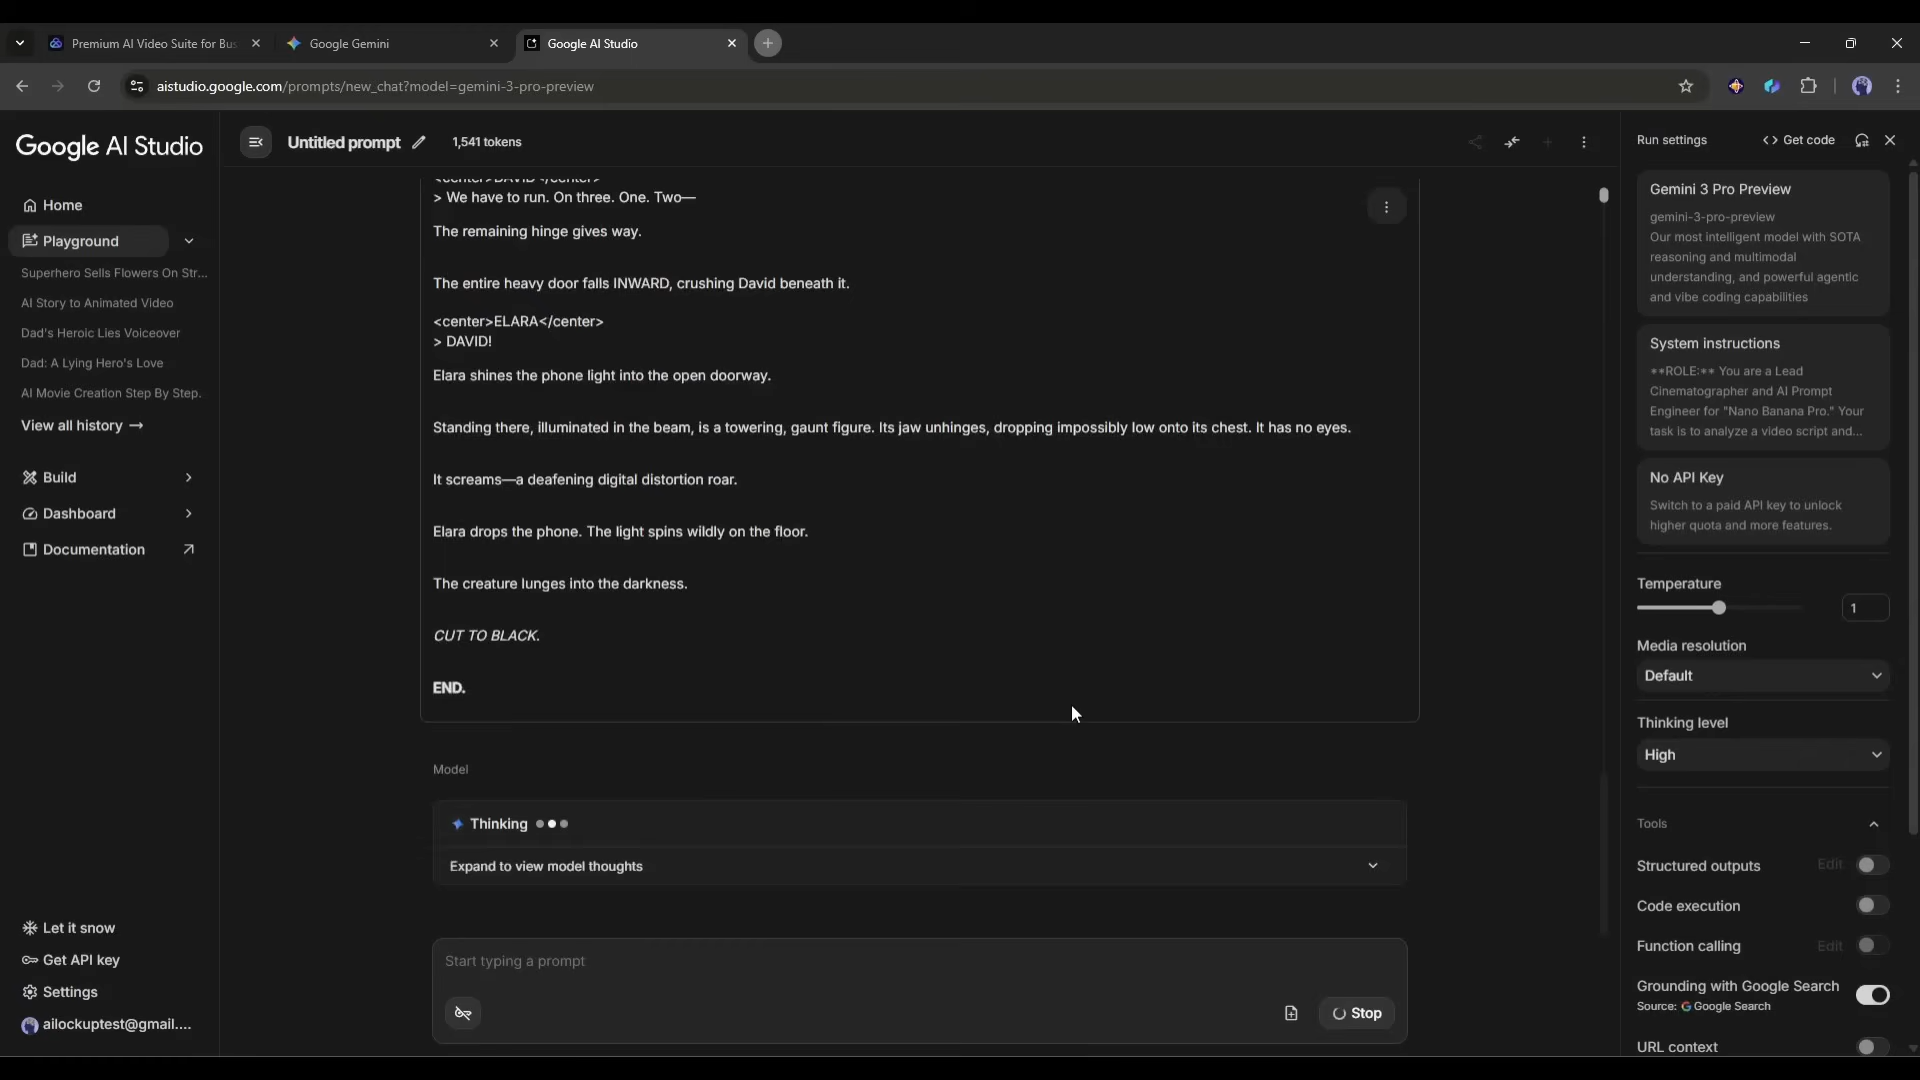 Premium AI Video Suite for Bus
Google Gemini
Google AI Studio
aistudio.google.com/prompts/new_chat?model=gemini-3-pro-preview
Google AI Studio
Home
Playground
Superhero Sells Flowers On Str...
AI Story to Animated Video
Dad's Heroic Lies Voiceover
Dad: A Lying Hero's Love
AI Movie Creation Step By Step.
View all history →
Build
Dashboard
Documentation
Let it snow
Get API key
Settings
ailockuptest@gmail....
Untitled prompt
1,541 tokens
<center>DAVID</center>
> We have to run. On three. One. Two—
The remaining hinge gives way.
The entire heavy door falls INWARD, crushing David beneath it.
<center>ELARA</center>
> DAVID!
Elara shines the phone light into the open doorway.
Standing there, illuminated in the beam, is a towering, gaunt figure. Its jaw unhinges, dropping impossibly low onto its chest. It has no eyes.
It screams—a deafening digital distortion roar.
Elara drops the phone. The light spins wildly on the floor.
The creature lunges into the darkness.
CUT TO BLACK.
END.
Model
Thinking
Expand to view model thoughts
Start typing a prompt
Stop
Run settings
<> Get code
Gemini 3 Pro Preview
gemini-3-pro-preview
Our most intelligent model with SOTA
reasoning and multimodal
understanding, and powerful agentic
and vibe coding capabilities
System instructions
**ROLE:** You are a Lead
Cinematographer and AI Prompt
Engineer for "Nano Banana Pro." Your
task is to analyze a video script and...
No API Key
Switch to a paid API key to unlock
higher quota and more features.
Temperature
1
Media resolution
Default
Thinking level
High
Tools
Structured outputs
Edit
Code execution
Function calling
Edit
Grounding with Google Search
Source: Google Search
URL context